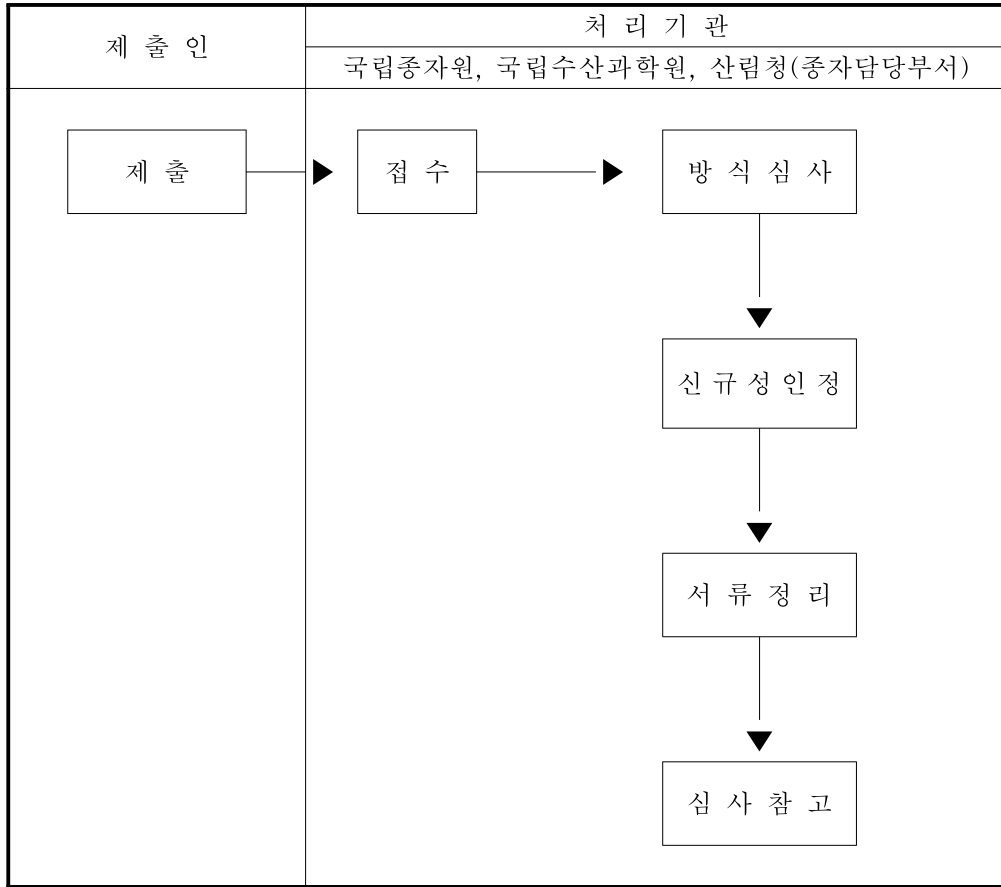 제 출 인
처 리 기 관
국립종자원, 국립수산과학원, 산림청(종자담당부서)
제 출
접 수
방 식 심 사
신 규 성 인 정
서 류 정 리
심 사 참 고